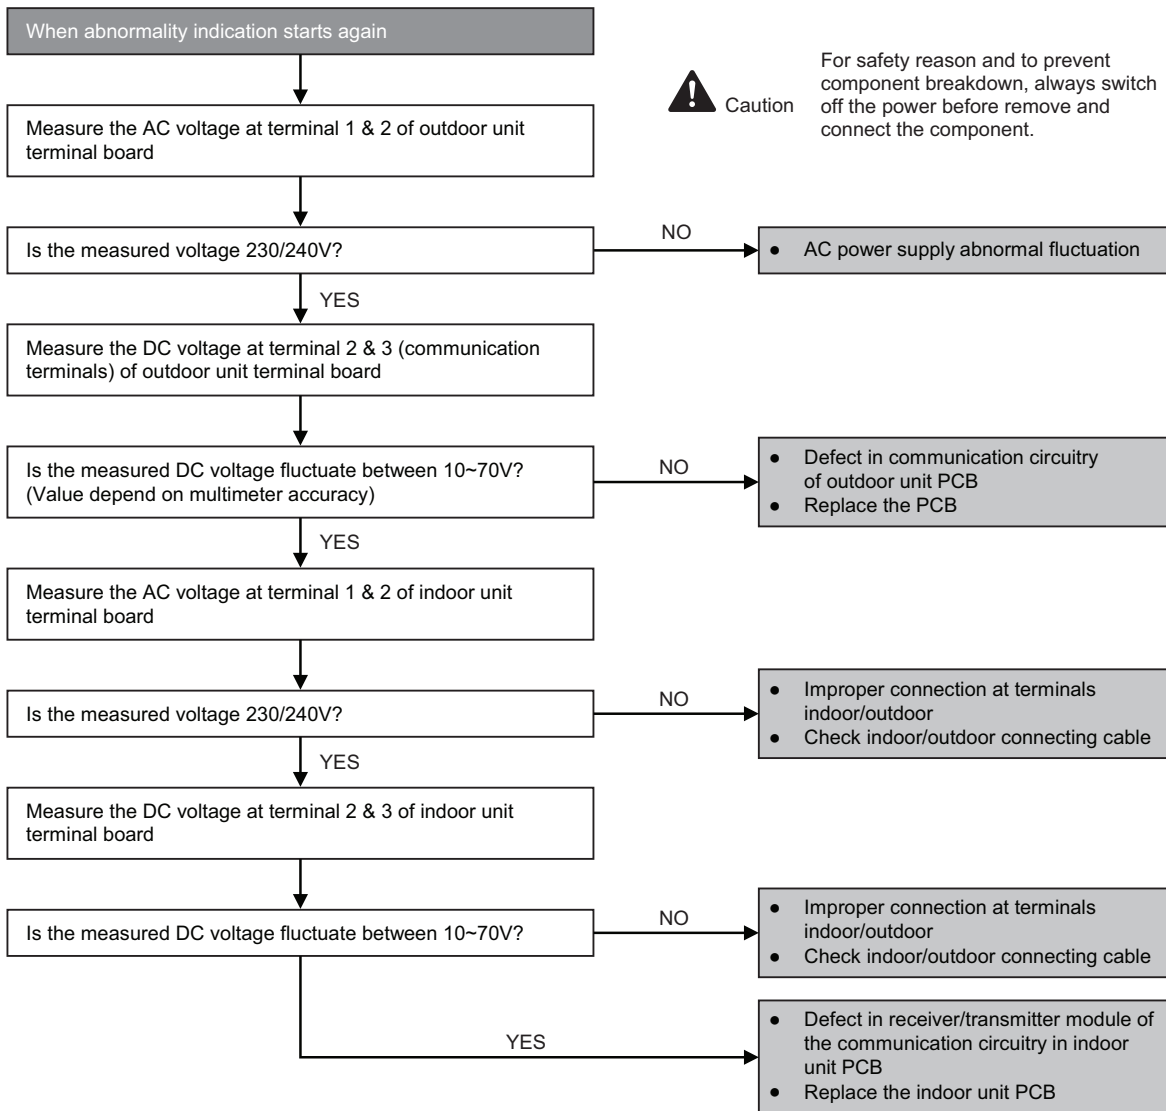 When abnormality indication starts again
For safety reason and to prevent
component breakdown, always switch
off the power before remove and
connect the component.
Caution
Measure the AC voltage at terminal 1 & 2 of outdoor unit
terminal board
Is the measured voltage 230/240V?
NO
● AC power supply abnormal fluctuation
YES
Measure the DC voltage at terminal 2 & 3 (communication
terminals) of outdoor unit terminal board
Is the measured DC voltage fluctuate between 10~70V?
(Value depend on multimeter accuracy)
NO
● Defect in communication circuitry
of outdoor unit PCB
● Replace the PCB
YES
Measure the AC voltage at terminal 1 & 2 of indoor unit
terminal board
Is the measured voltage 230/240V?
NO
● Improper connection at terminals
indoor/outdoor
● Check indoor/outdoor connecting cable
YES
Measure the DC voltage at terminal 2 & 3 of indoor unit
terminal board
Is the measured DC voltage fluctuate between 10~70V?
NO
● Improper connection at terminals
indoor/outdoor
● Check indoor/outdoor connecting cable
YES
● Defect in receiver/transmitter module of
the communication circuitry in indoor
unit PCB
● Replace the indoor unit PCB